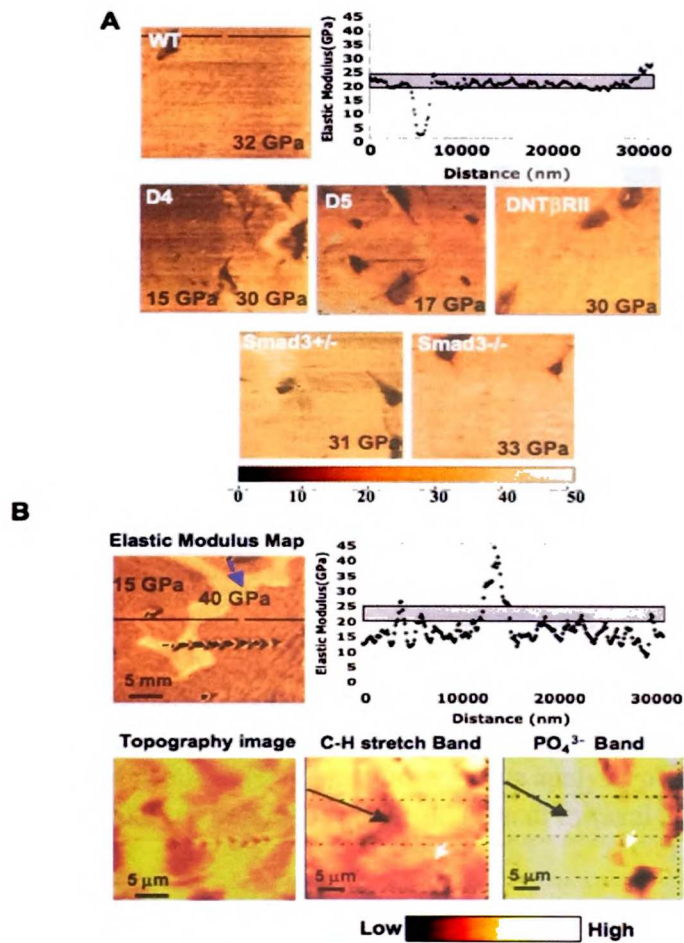 A
WT
32 GPa
Elastic Modulus(GPa)
45
40
35
30
25
20
15
10
5
0
0 10000 20000 30000
Distance (nm)
D4
15 GPa 30 GPa
D5
17 GPa
DNTβRII
30 GPa
Smad3+/-
31 GPa
Smad3-/-
33 GPa
0 10 20 30 40 50
B
Elastic Modulus Map
15 GPa
40 GPa
5 mm
Elastic Modulus(GPa)
45
40
35
30
25
20
15
10
5
0
0 10000 20000 30000
Distance (nm)
Topography image
5 μm
C-H stretch Band
5 μm
PO₄³⁻ Band
5 μm
Low High